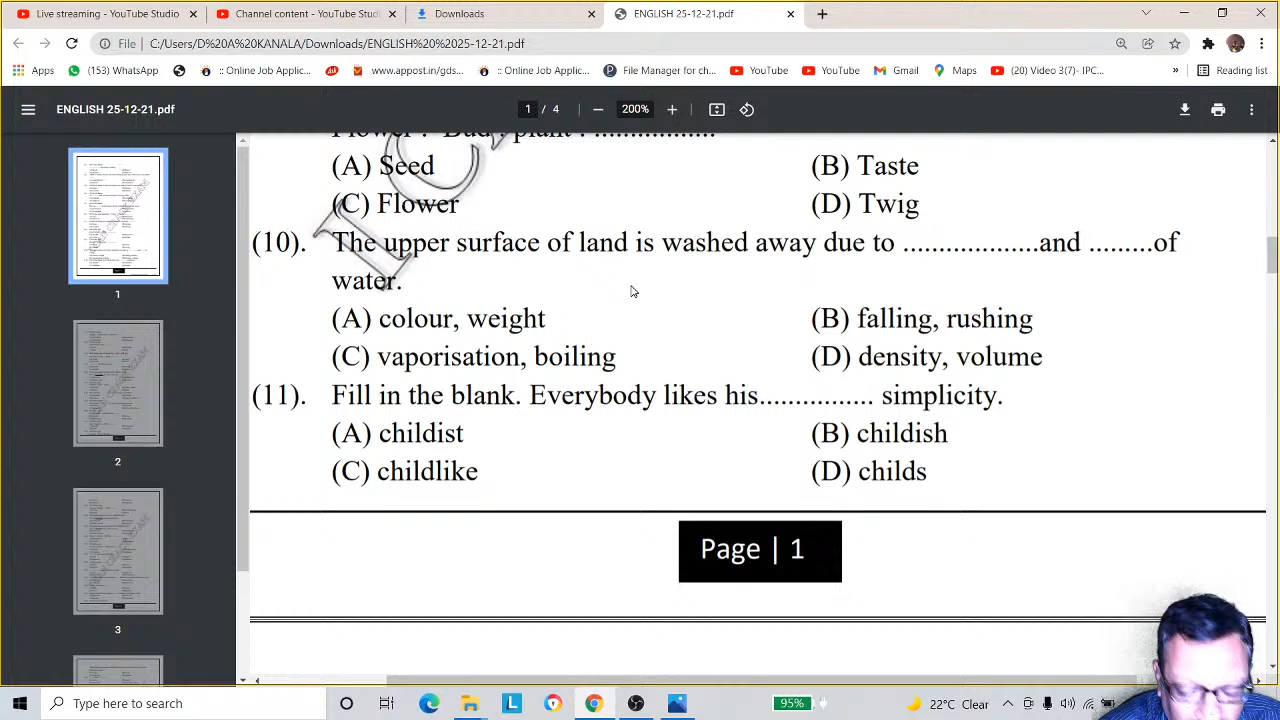 Live streaming - YouTube Studio
Channel content - YouTube Studio
Downloads
ENGLISH 25-12-21.pdf
File | C:/Users/D%20A%20KANALA/Downloads/ENGLISH%20%2025-12-21.pdf
Apps
(153) WhatsApp
:: Online Job Applic...
www.appost.in/gds...
:: Online Job Applic...
File Manager for ch...
YouTube
YouTube
Gmail
Maps
(20) Video 3(7)- IPC...
»
Reading list
ENGLISH 25-12-21.pdf
1 / 4
200%
Flower : Bud : plant : ................
(A) Seed
(B) Taste
(C) Flower
(D) Twig
(10). The upper surface of land is washed away due to ..................and .........of
water.
(A) colour, weight
(B) falling, rushing
(C) vaporisation, boiling
(D) density, volume
(11). Fill in the blank. Everybody likes his............... simplicity.
(A) childist
(B) childish
(C) childlike
(D) childs
Page | 1
1
2
3
Type here to search
95%
22°C Clear